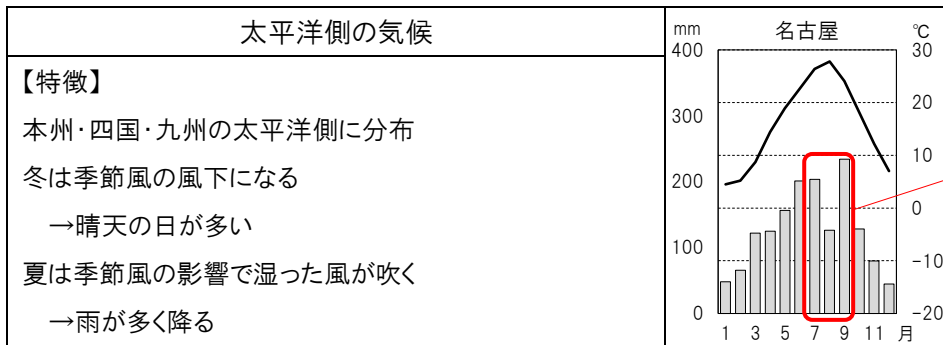 太平洋側の気候
【特徴】
本州・四国・九州の太平洋側に分布
冬は季節風の風下になる
→晴天の日が多い
夏は季節風の影響で湿った風が吹く
→雨が多く降る
mm 名古屋 ℃
400 30
300 20
200 10
100 0
0 -10
-20
1 3 5 7 9 11 月